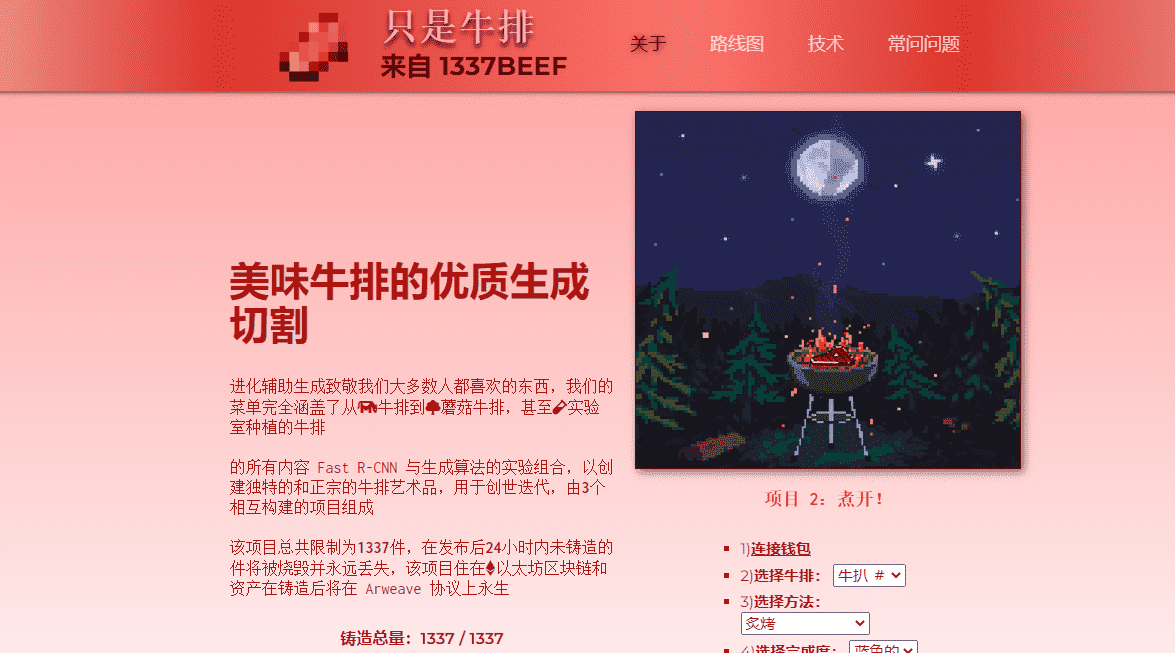 只是牛排
来自 1337BEEF
关于 路线图 技术 常问问题
美味牛排的优质生成
切割
进化辅助生成致敬我们大多数人都喜欢的东西，我们的
菜单完全涵盖了从牛排到蘑菇牛排，甚至实验
室种植的牛排
的所有内容 Fast R-CNN 与生成算法的实验组合，以创
建独特的和正宗的牛排艺术品，用于创世迭代，由3个
相互构建的项目组成
该项目总共限制为1337件，在发布后24小时内未铸造的
件将被烧毁并永远丢失，该项目住在以太坊区块链和
资产在铸造后将在 Arweave 协议上永生
铸造总量：1337 / 1337
项目 2：煮开！
1)连接钱包
2)选择牛排： 牛扒 #
3)选择方法：
炙烤
4)选择完成度： 蓝色的